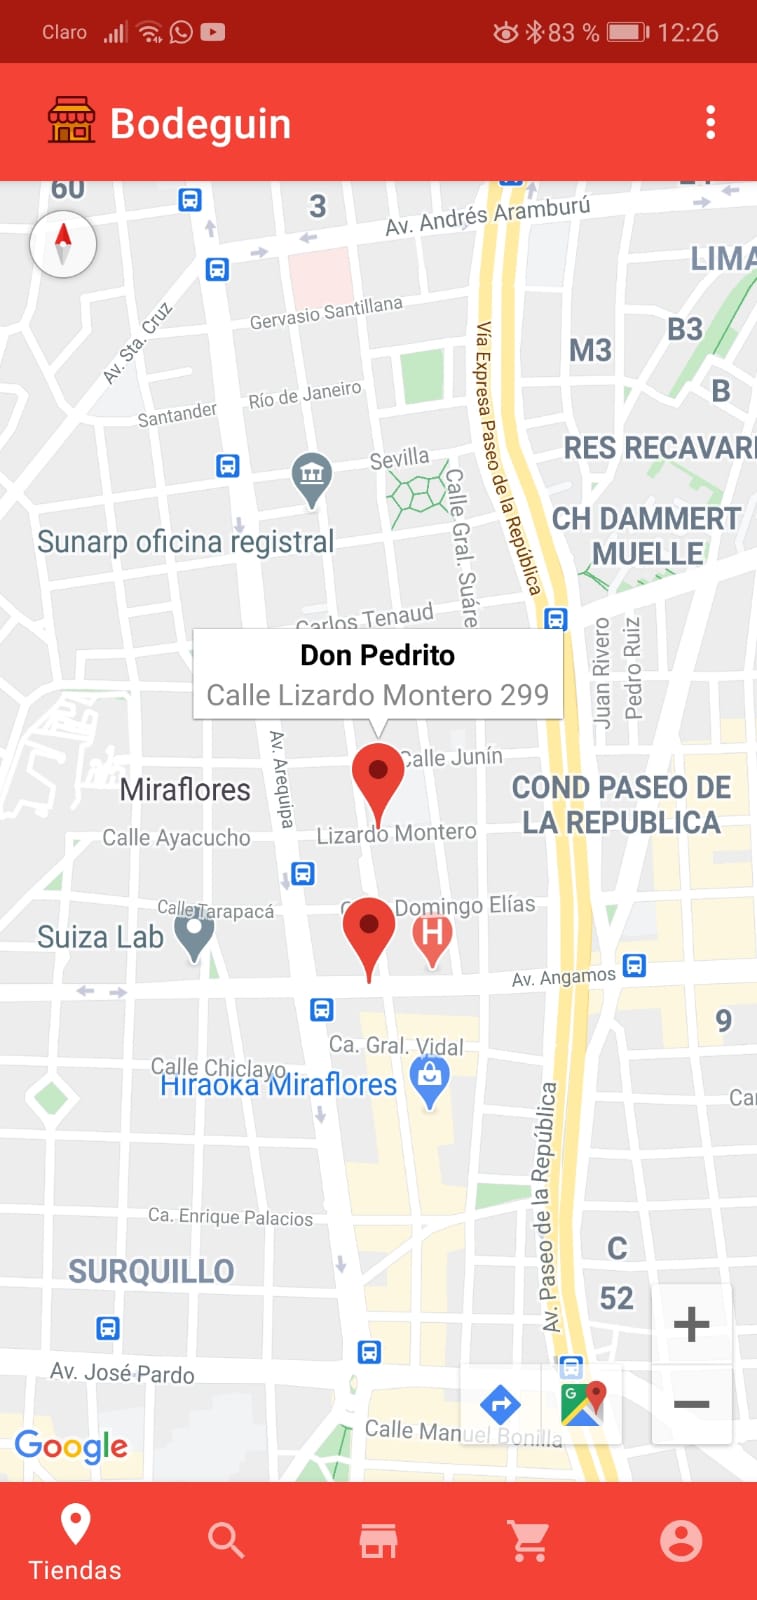 Claro
83 %
12:26
Bodeguin
60
3
Av. Andrés Aramburú
LIMA
Gervasio Santillana
Av. Sta. Cruz
M3
B3
B
Santander
Río de Janeiro
Vía Expresa Paseo de la República
Sevilla
RES RECAVARI
Calle Gral. Suáre
CH DAMMERT
MUELLE
Sunarp oficina registral
Carlos Tenaud
Juan Rivero
Pedro Ruiz
Don Pedrito
Calle Lizardo Montero 299
Av. Arequipa
Calle Junín
Miraflores
COND PASEO DE
LA REPUBLICA
Calle Ayacucho
Lizardo Montero
Calle Tarapacá
Domingo Elías
Suiza Lab
H
Av. Angamos
9
Ca. Gral. Vidal
Calle Chiclayo
Hiraoka Miraflores
Av. Paseo de la República
Ca. Enrique Palacios
C
SURQUILLO
52
+
−
Av. José Pardo
G
Calle Manuel Bonilla
Google
Tiendas